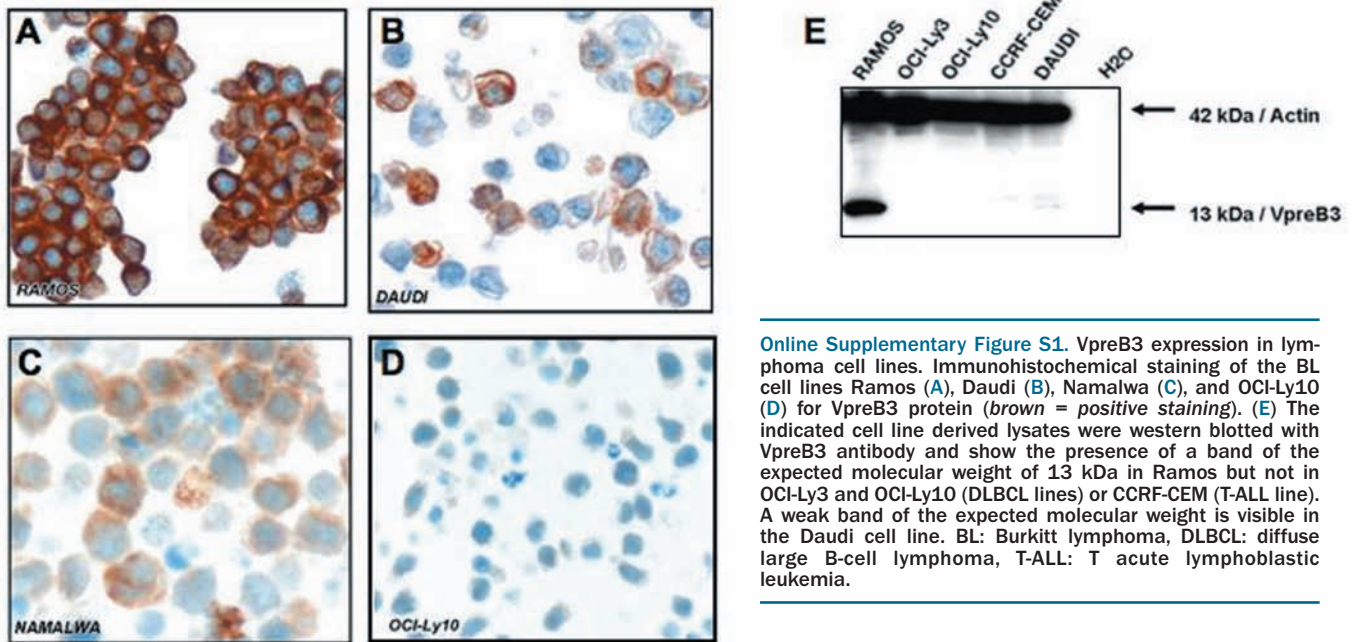 A
RAMOS
B
DAUDI
C
NAMALWA
D
OCI-Ly10
E
RAMOS
OCI-Ly3
OCI-Ly10
CCRF-CEM
DAUDI
H2O
42 kDa / Actin
13 kDa / VpreB3
Online Supplementary Figure S1. VpreB3 expression in lym-
phoma cell lines. Immunohistochemical staining of the BL
cell lines Ramos (A), Daudi (B), Namalwa (C), and OCI-Ly10
(D) for VpreB3 protein (brown = positive staining). (E) The
indicated cell line derived lysates were western blotted with
VpreB3 antibody and show the presence of a band of the
expected molecular weight of 13 kDa in Ramos but not in
OCI-Ly3 and OCI-Ly10 (DLBCL lines) or CCRF-CEM (T-ALL line).
A weak band of the expected molecular weight is visible in
the Daudi cell line. BL: Burkitt lymphoma, DLBCL: diffuse
large B-cell lymphoma, T-ALL: T acute lymphoblastic
leukemia.